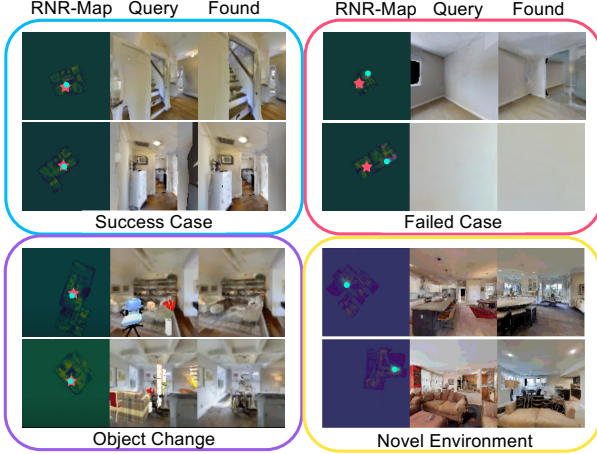 RNR-Map Query Found RNR-Map Query Found
Success Case Failed Case
Object Change Novel Environment